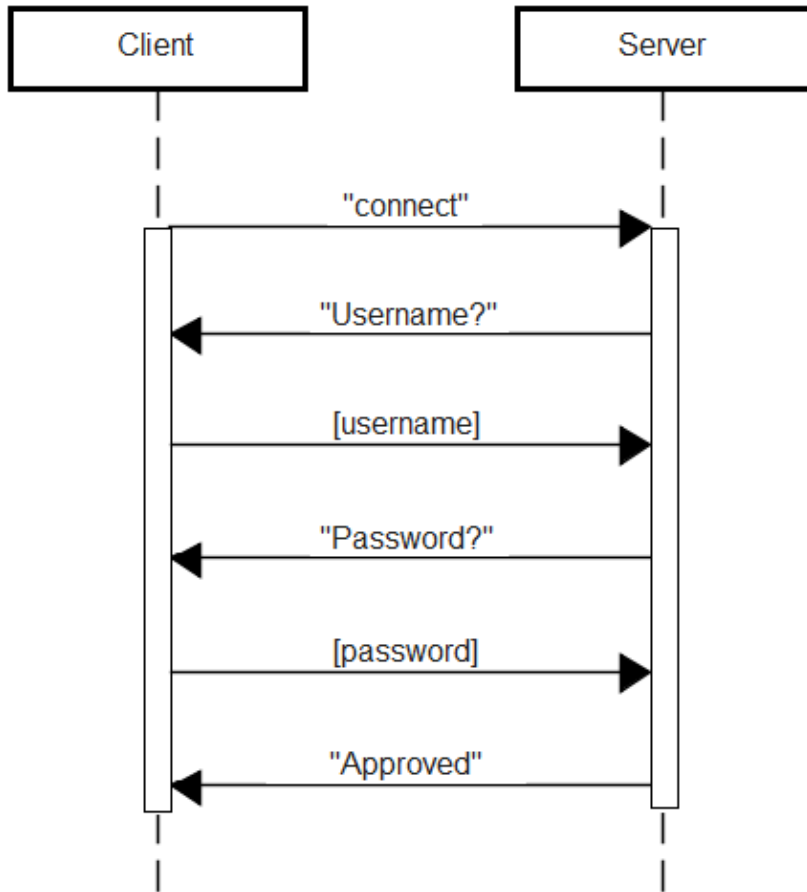 Client
Server
"connect"
"Username?"
[username]
"Password?"
[password]
"Approved"